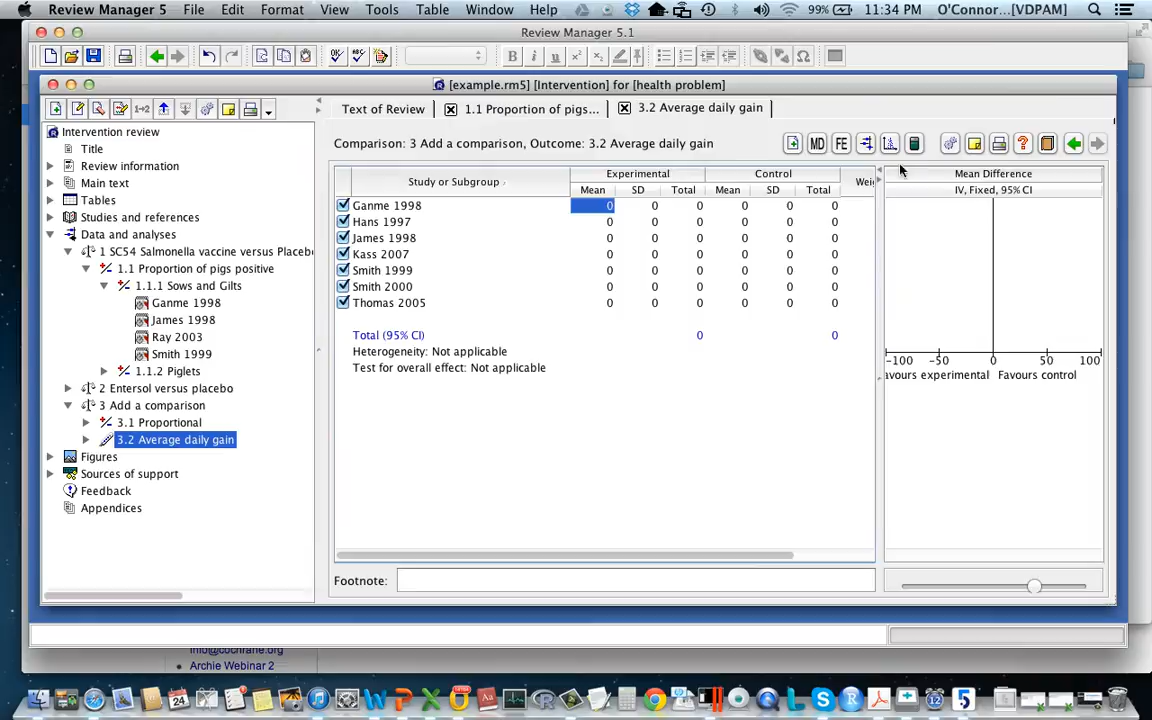 Review Manager 5 File Edit Format View Tools Table Window Help 99% 11:34 PM O'Connor...[VDPAM]
Review Manager 5.1
B I U
[example.rm5] [Intervention] for [health problem]
Text of Review 1.1 Proportion of pigs... 3.2 Average daily gain
Comparison: 3 Add a comparison, Outcome: 3.2 Average daily gain MD FE
Intervention review
Title
Review information
Main text
Tables
Studies and references
Data and analyses
1 SC54 Salmonella vaccine versus Placebo
1.1 Proportion of pigs positive
1.1.1 Sows and Gilts
Ganme 1998
James 1998
Ray 2003
Smith 1999
1.1.2 Piglets
2 Entersol versus placebo
3 Add a comparison
3.1 Proportional
3.2 Average daily gain
Figures
Sources of support
Feedback
Appendices
Study or Subgroup Experimental Control Wei
Mean SD Total Mean SD Total
Ganme 1998 0 0 0 0 0 0
Hans 1997 0 0 0 0 0 0
James 1998 0 0 0 0 0 0
Kass 2007 0 0 0 0 0 0
Smith 1999 0 0 0 0 0 0
Smith 2000 0 0 0 0 0 0
Thomas 2005 0 0 0 0 0 0
Total (95% CI) 0 0
Heterogeneity: Not applicable
Test for overall effect: Not applicable
Mean Difference
IV, Fixed, 95% CI
-100 -50 0 50 100
avours experimental Favours control
Footnote:
info@cochrane.org
Archie Webinar 2